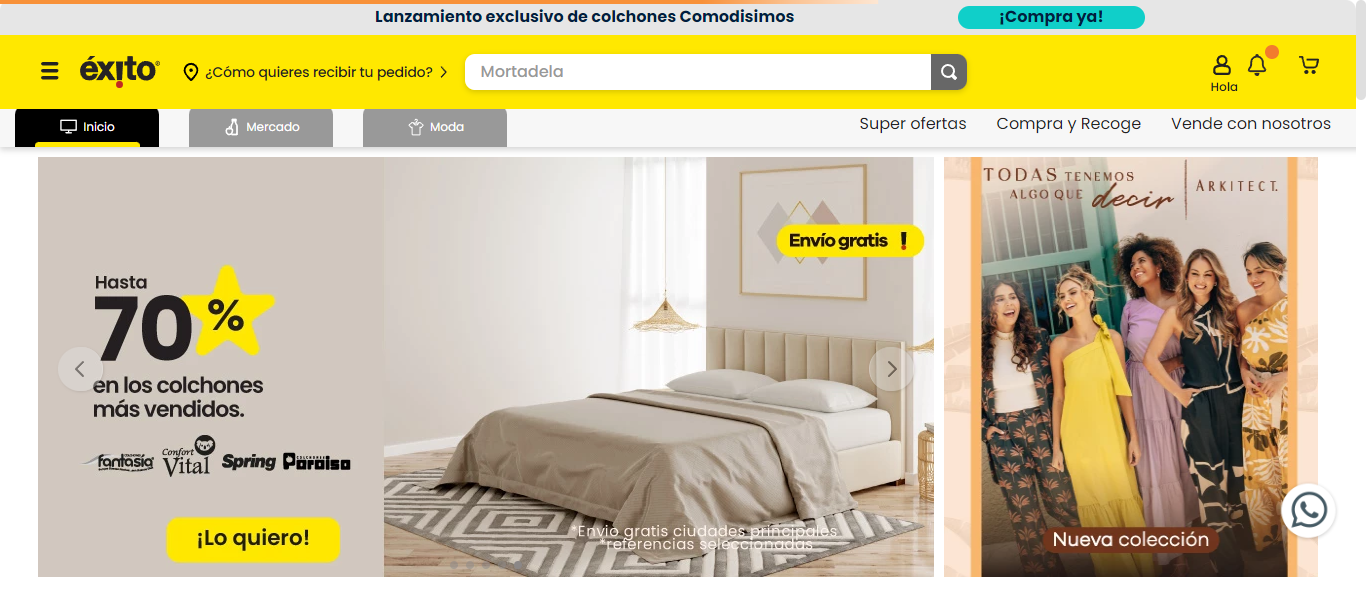 Lanzamiento exclusivo de colchones Comodisimos
¡Compra ya!
éxito
¿Cómo quieres recibir tu pedido?
Mortadela
Hola
Inicio
Mercado
Moda
Super ofertas
Compra y Recoge
Vende con nosotros
Hasta
70%
en los colchones
más vendidos.
fantasía
Confort
Vital
Spring
COLCHONES
Paraíso
¡Lo quiero!
Envío gratis !
*Envío gratis ciudades principales
*referencias seleccionadas
TODAS TENEMOS
ALGO QUE decir
ARKITECT.
Nueva colección